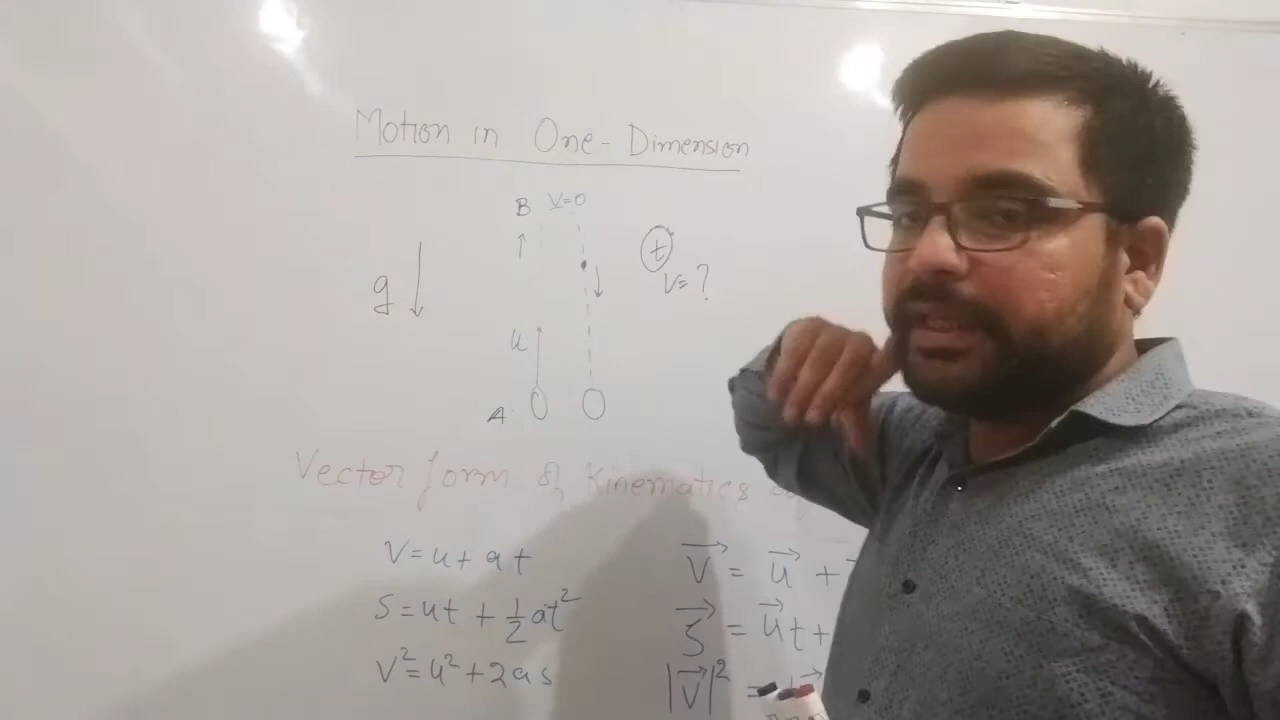 Motion in One-Dimension
B V=0
t
g
V=?
u
A
Vector form of Kinematics
V=u+at
S=ut+½at²
V²=u²+2as
V⃗ = u⃗ +
S⃗ = u⃗t+
|V⃗|² =